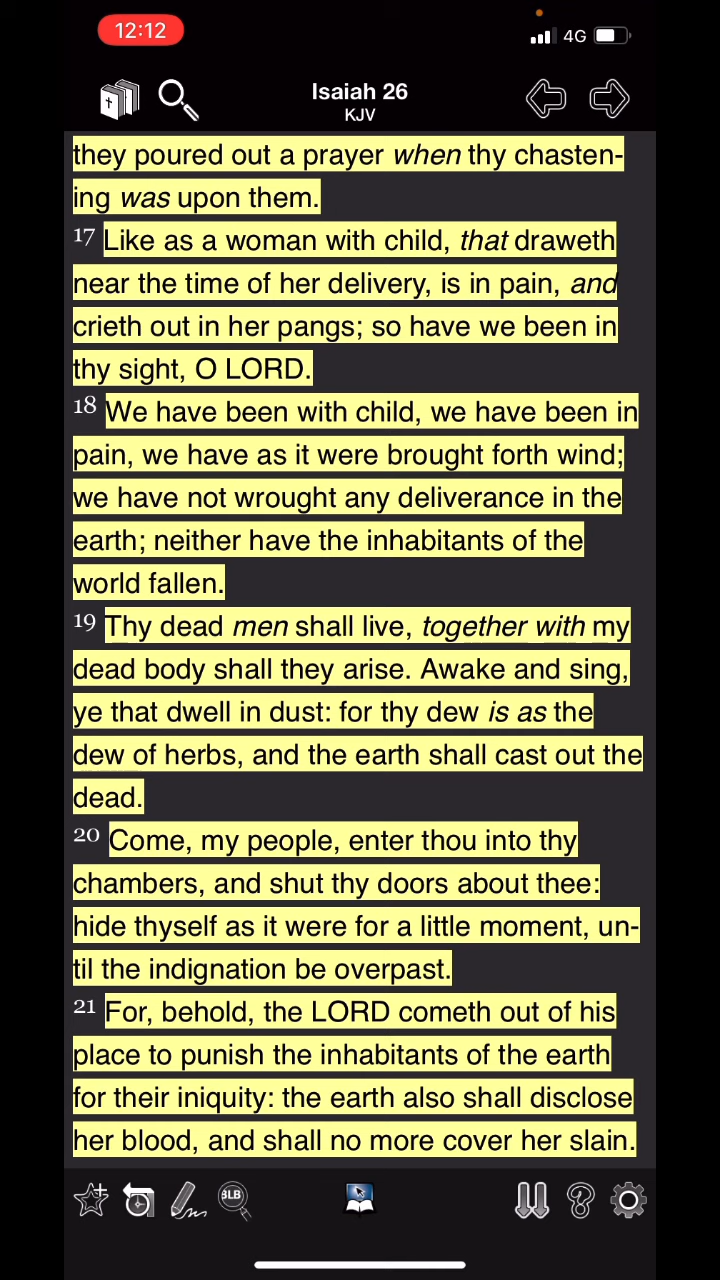 12:12
4G
Isaiah 26
KJV
they poured out a prayer when thy chasten-
ing was upon them.
17 Like as a woman with child, that draweth
near the time of her delivery, is in pain, and
crieth out in her pangs; so have we been in
thy sight, O LORD.
18 We have been with child, we have been in
pain, we have as it were brought forth wind;
we have not wrought any deliverance in the
earth; neither have the inhabitants of the
world fallen.
19 Thy dead men shall live, together with my
dead body shall they arise. Awake and sing,
ye that dwell in dust: for thy dew is as the
dew of herbs, and the earth shall cast out the
dead.
20 Come, my people, enter thou into thy
chambers, and shut thy doors about thee:
hide thyself as it were for a little moment, un-
til the indignation be overpast.
21 For, behold, the LORD cometh out of his
place to punish the inhabitants of the earth
for their iniquity: the earth also shall disclose
her blood, and shall no more cover her slain.
BLB